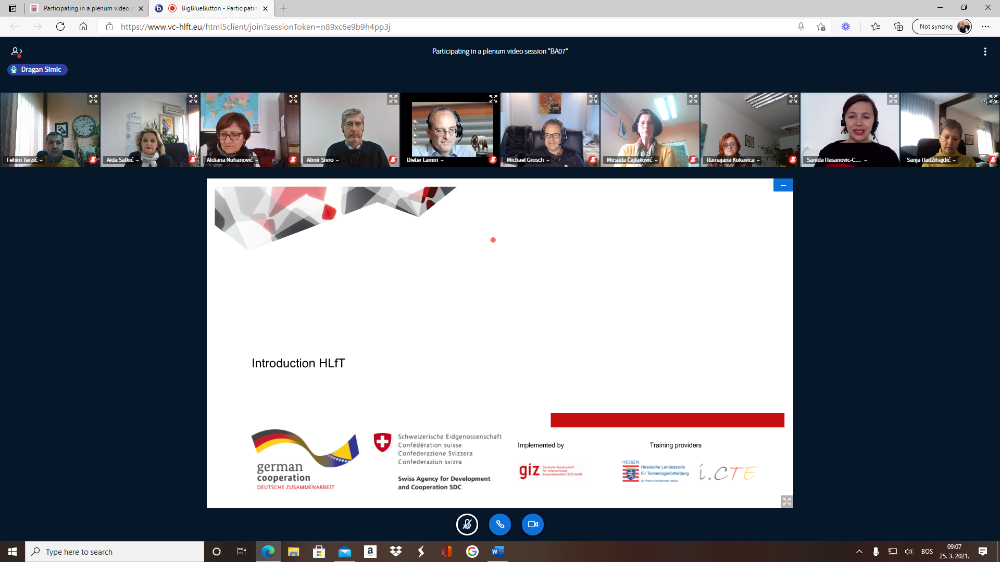 Participating in a plenum video s
BigBlueButton - Participatin
https://www.vc-hlft.eu/html5client/join?sessionToken=n89xc6e9b9h4pp3j
Not syncing
Participating in a plenum video session "BA07"
Dragan Simic
Fehim Terzić
Aida Salkić
Aldiana Nuhanović
Almir Sivro
Dieter Lamm
Michael Grosch
Mirsada Čajlaković
Ramajana Kukavica
Sanida Hasanovic-C...
Sanja Hadžihajdić
Introduction HLfT
german
cooperation
DEUTSCHE ZUSAMMENARBEIT
Schweizerische Eidgenossenschaft
Confédération suisse
Confederazione Svizzera
Confederaziun svizra
Swiss Agency for Development
and Cooperation SDC
Implemented by
giz
Deutsche Gesellschaft
für Internationale
Zusammenarbeit (GIZ) GmbH
Training providers
HESSEN
Hessische Landesstelle
für Technologiefortbildung
Dr.-Frank-Niethammer-Institut
i.CTE
Type here to search
BOS
09:07
25. 3. 2021.